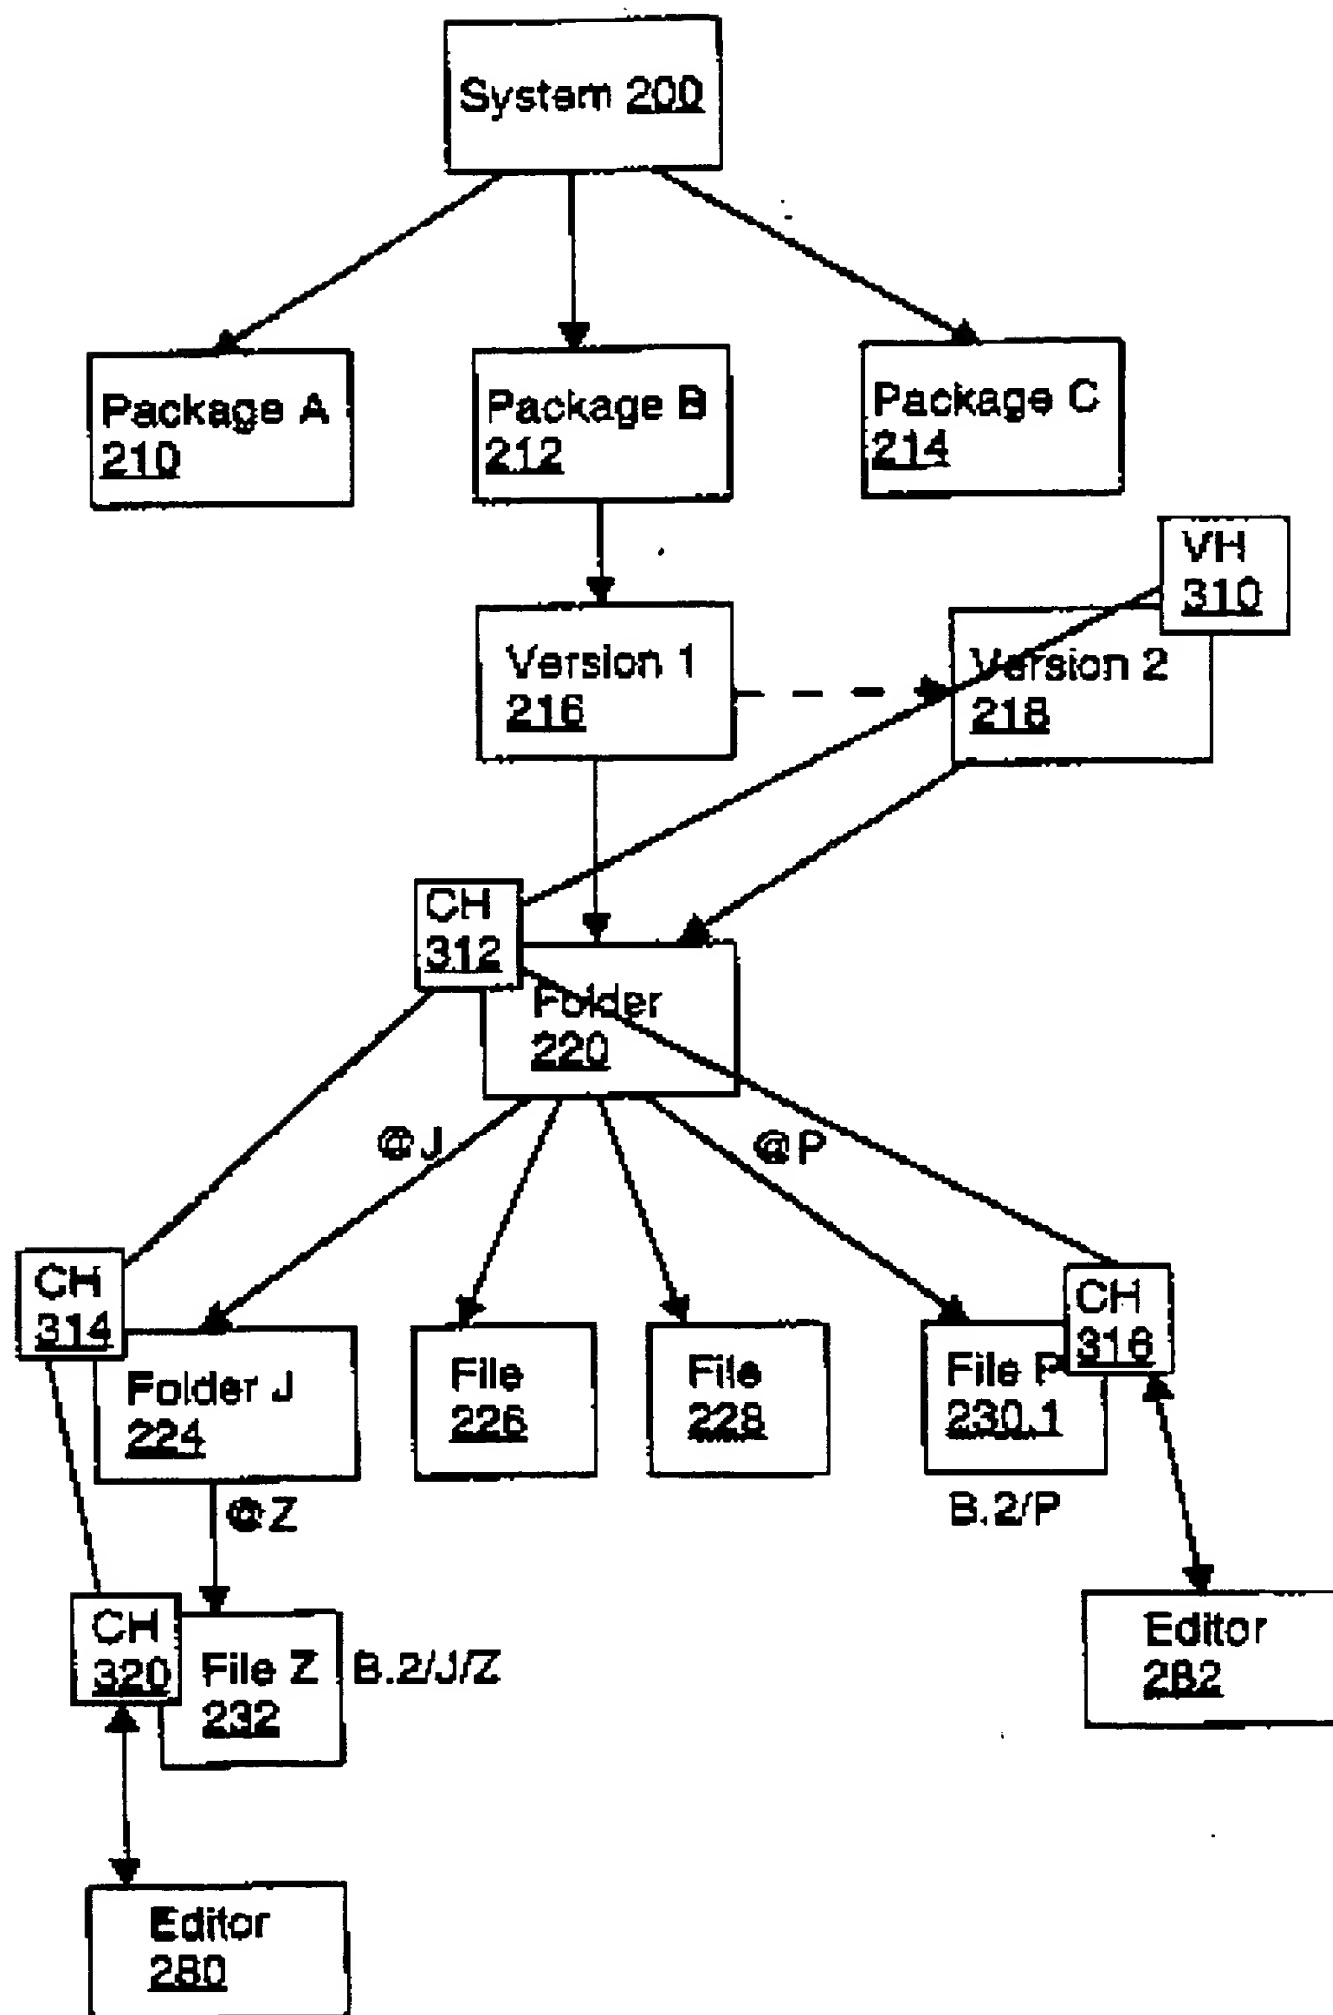 System 200
Package A
210
Package B
212
Package C
214
VH
310
Version 1
216
Version 2
218
CH
312
Folder
220
@J
@P
CH
314
CH
316
Folder J
224
File
226
File
228
File P
230.1
@Z
B.2/P
CH
320
File Z
232
B.2/J/Z
Editor
282
Editor
280